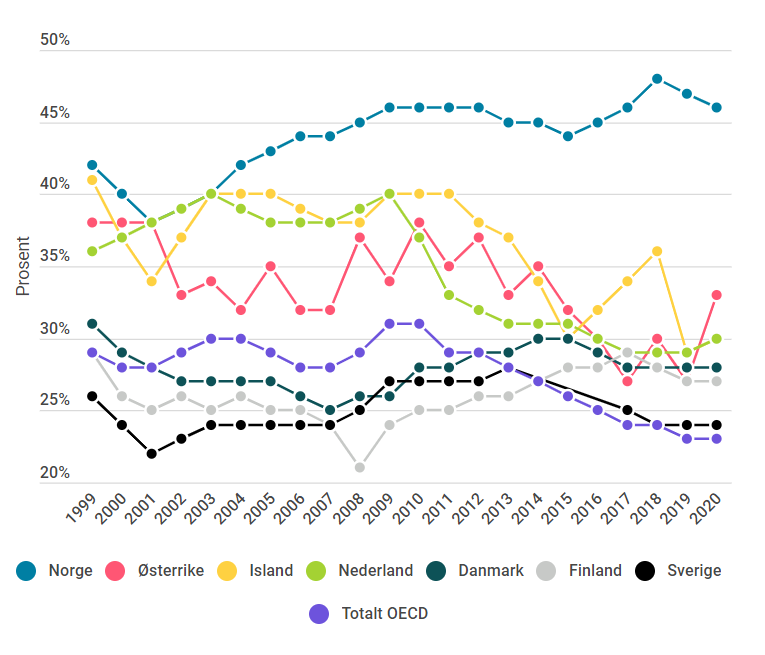 50%
45%
40%
35%
30%
25%
20%
Prosent
1999 2000 2001 2002 2003 2004 2005 2006 2007 2008 2009 2010 2011 2012 2013 2014 2015 2016 2017 2018 2019 2020
Norge Østerrike Island Nederland Danmark Finland Sverige
Totalt OECD